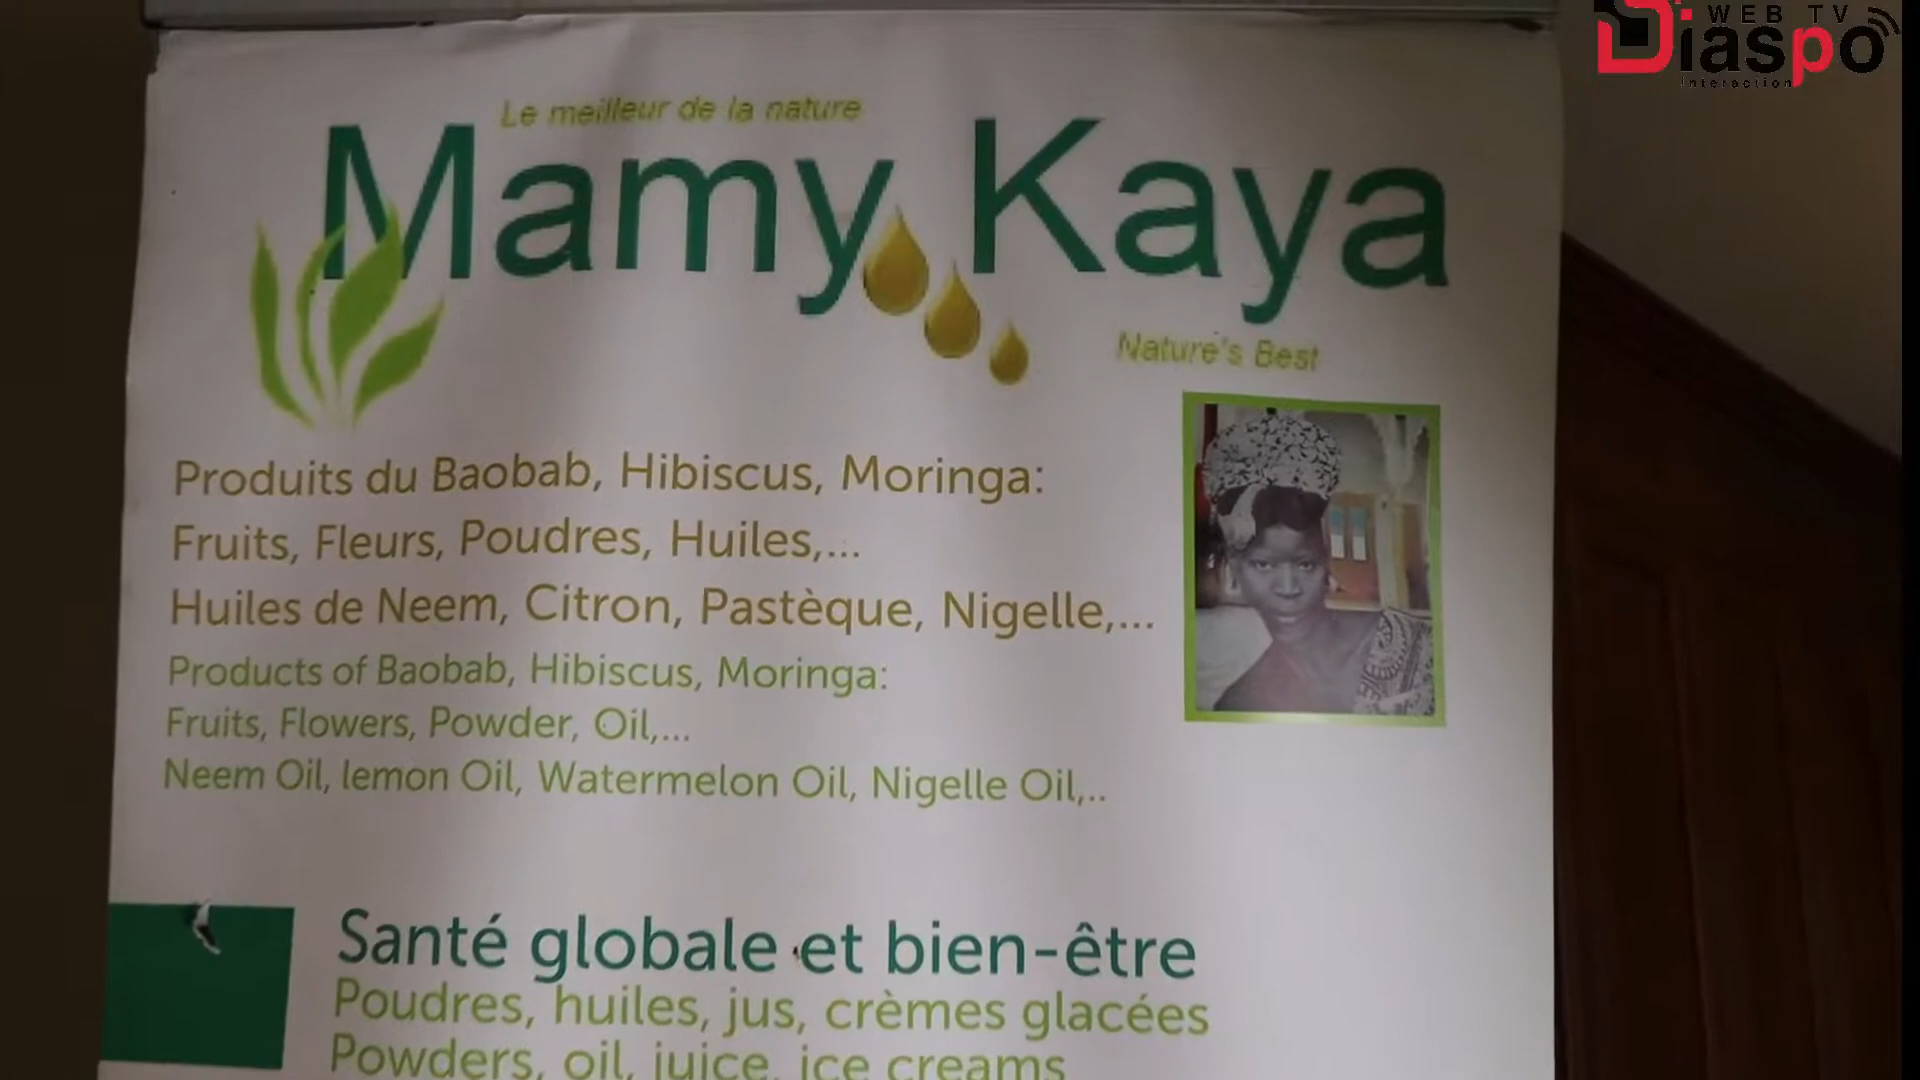 WEB TV
Diaspo
Interaction
Le meilleur de la nature
Mamy Kaya
Nature's Best
Produits du Baobab, Hibiscus, Moringa:
Fruits, Fleurs, Poudres, Huiles,...
Huiles de Neem, Citron, Pastèque, Nigelle,...
Products of Baobab, Hibiscus, Moringa:
Fruits, Flowers, Powder, Oil,...
Neem Oil, lemon Oil, Watermelon Oil, Nigelle Oil,..
Santé globale et bien-être
Poudres, huiles, jus, crèmes glacées
Powders, oil, juice, ice creams